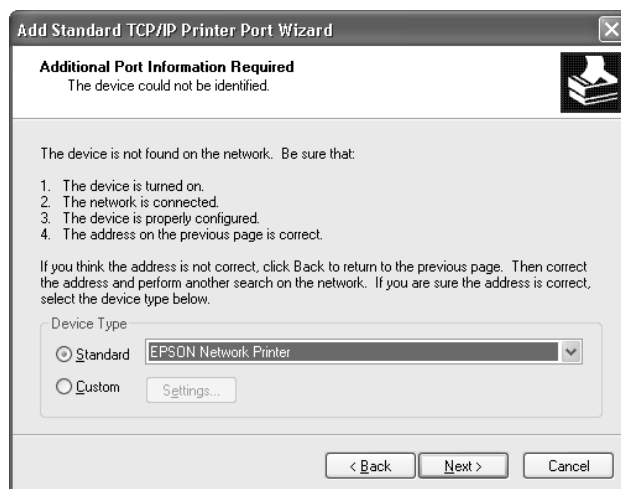 Add Standard TCP/IP Printer Port Wizard
Additional Port Information Required
The device could not be identified.
The device is not found on the network. Be sure that:
1. The device is turned on.
2. The network is connected.
3. The device is properly configured.
4. The address on the previous page is correct.
If you think the address is not correct, click Back to return to the previous page. Then correct
the address and perform another search on the network. If you are sure the address is correct,
select the device type below.
Device Type
Standard EPSON Network Printer
Custom Settings...
< Back Next > Cancel